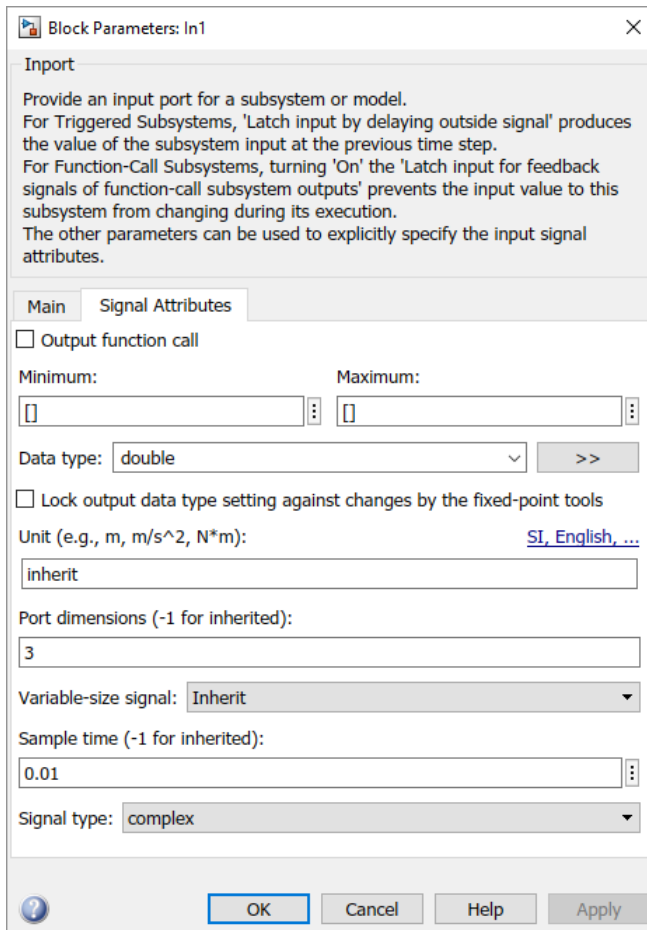 Block Parameters: In1
Inport
Provide an input port for a subsystem or model.
For Triggered Subsystems, 'Latch input by delaying outside signal' produces
the value of the subsystem input at the previous time step.
For Function-Call Subsystems, turning 'On' the 'Latch input for feedback
signals of function-call subsystem outputs' prevents the input value to this
subsystem from changing during its execution.
The other parameters can be used to explicitly specify the input signal
attributes.
Main Signal Attributes
Output function call
Minimum: Maximum:
[] []
Data type: double >>
Lock output data type setting against changes by the fixed-point tools
Unit (e.g., m, m/s^2, N*m): SI, English, ...
inherit
Port dimensions (-1 for inherited):
3
Variable-size signal: Inherit
Sample time (-1 for inherited):
0.01
Signal type: complex
? OK Cancel Help Apply